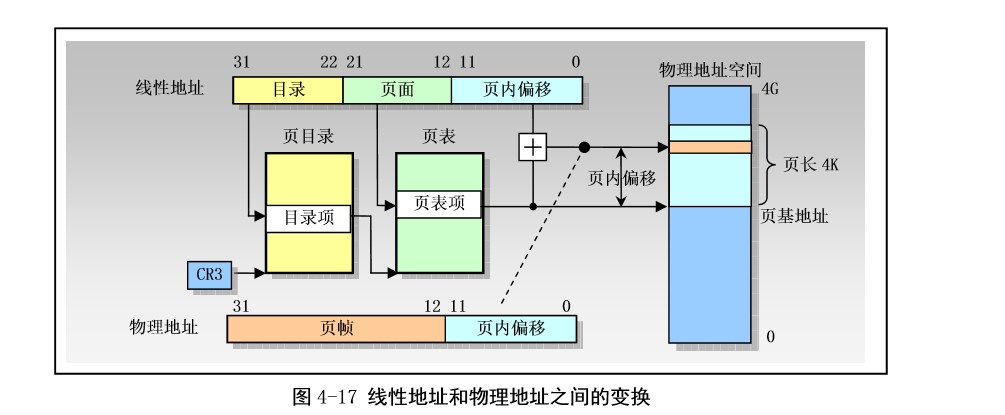 31 22 21 12 11 0
物理地址空间
线性地址 目录 页面 页内偏移
4G
页目录 页表
页长 4K
页内偏移
目录项 页表项
页基地址
CR3
31 12 11 0
物理地址 页帧 页内偏移
0
图 4-17 线性地址和物理地址之间的变换